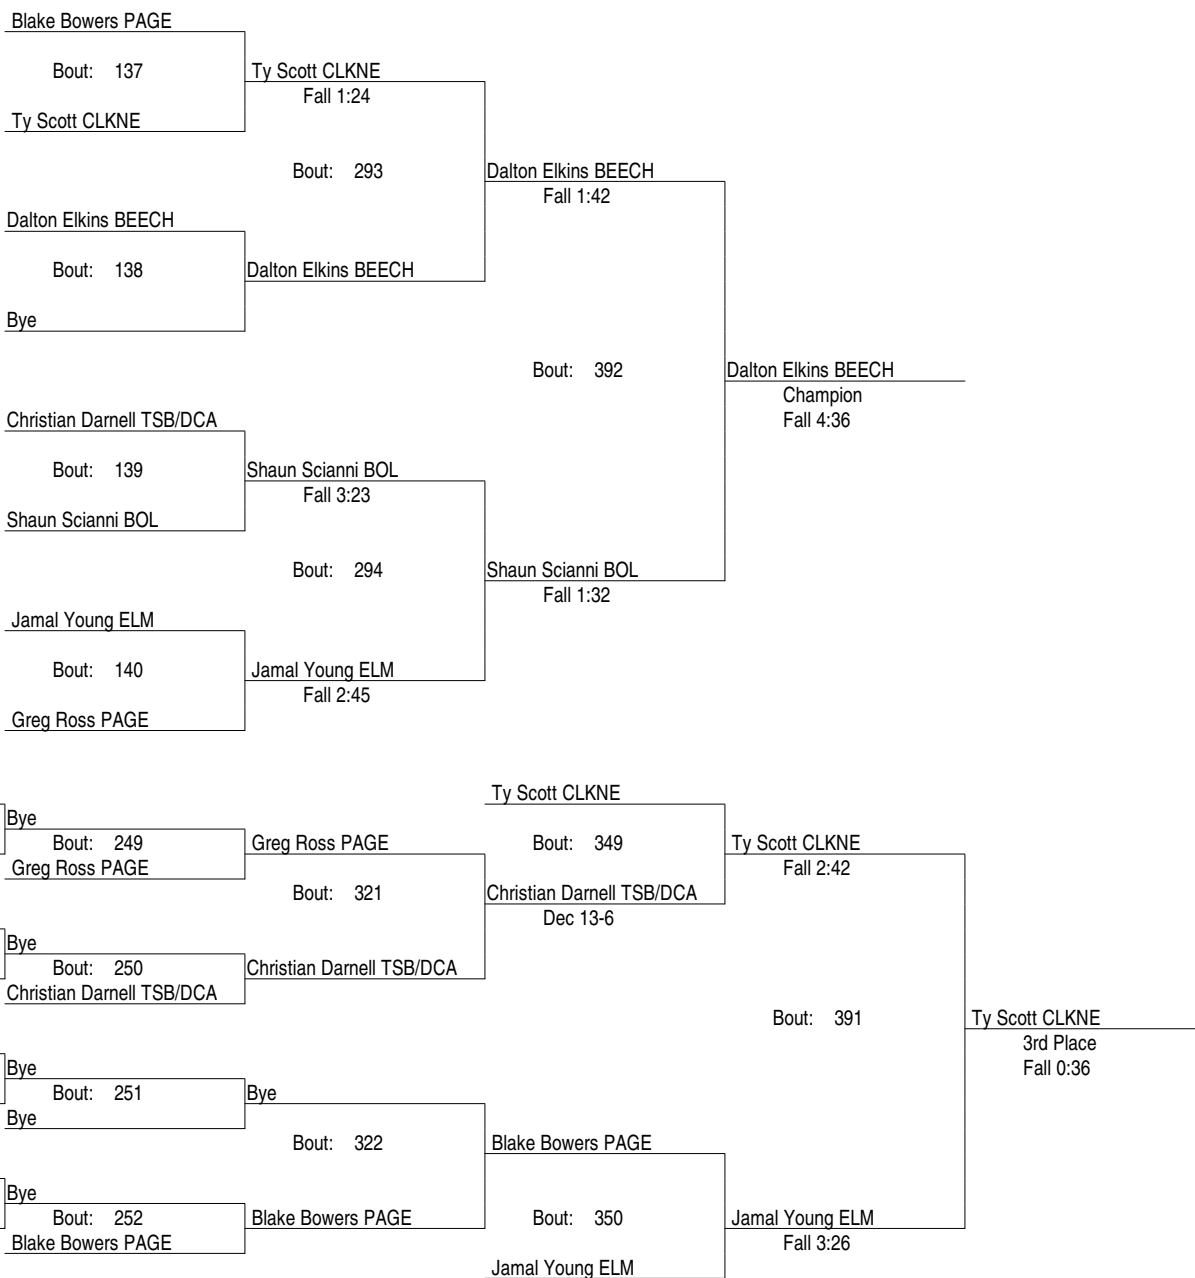 Blake Bowers PAGE
Bout: 137
Ty Scott CLKNE
Fall 1:24
Ty Scott CLKNE
Bout: 293
Dalton Elkins BEECH
Fall 1:42
Dalton Elkins BEECH
Bout: 138
Dalton Elkins BEECH
Bye
Bout: 392
Dalton Elkins BEECH
Champion
Fall 4:36
Christian Darnell TSB/DCA
Bout: 139
Shaun Scianni BOL
Fall 3:23
Shaun Scianni BOL
Bout: 294
Shaun Scianni BOL
Fall 1:32
Jamal Young ELM
Bout: 140
Jamal Young ELM
Fall 2:45
Greg Ross PAGE
Ty Scott CLKNE
Bye
Bout: 249
Greg Ross PAGE
Bout: 349
Ty Scott CLKNE
Fall 2:42
Greg Ross PAGE
Bout: 321
Christian Darnell TSB/DCA
Dec 13-6
Bye
Bout: 250
Christian Darnell TSB/DCA
Christian Darnell TSB/DCA
Bout: 391
Ty Scott CLKNE
3rd Place
Fall 0:36
Bye
Bout: 251
Bye
Bye
Bout: 322
Blake Bowers PAGE
Bye
Bout: 252
Blake Bowers PAGE
Bout: 350
Jamal Young ELM
Fall 3:26
Blake Bowers PAGE
Jamal Young ELM